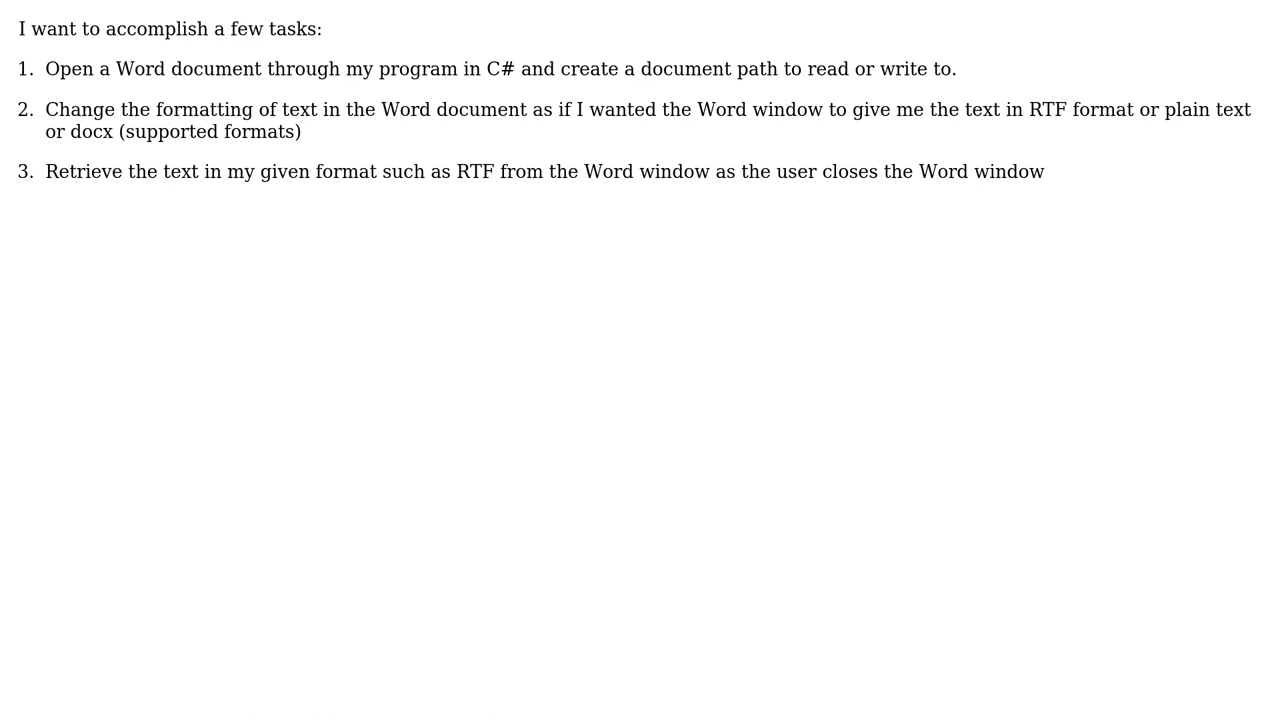 I want to accomplish a few tasks:
1. Open a Word document through my program in C# and create a document path to read or write to.
2. Change the formatting of text in the Word document as if I wanted the Word window to give me the text in RTF format or plain text
or docx (supported formats)
3. Retrieve the text in my given format such as RTF from the Word window as the user closes the Word window